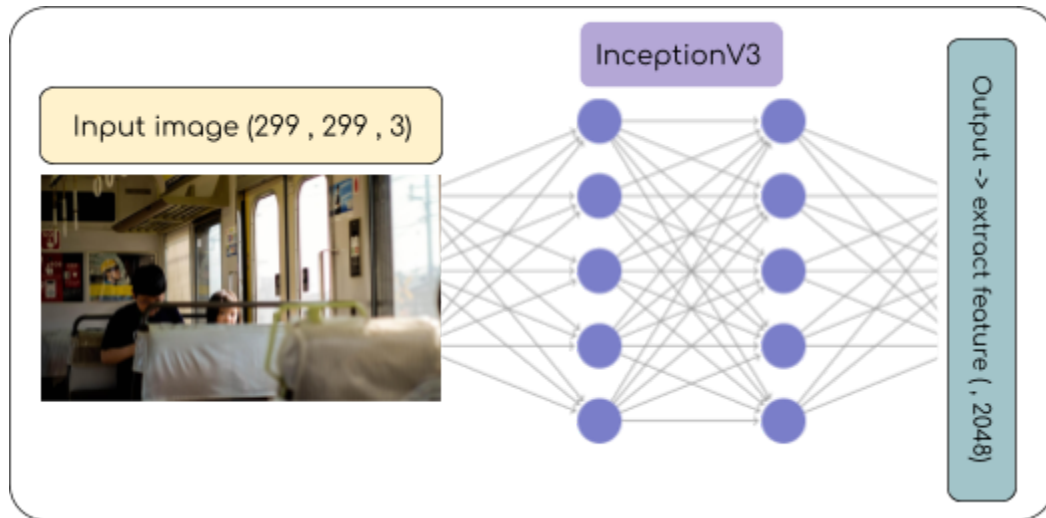 InceptionV3
Input image (299 , 299 , 3)
Output -> extract feature ( , 2048)